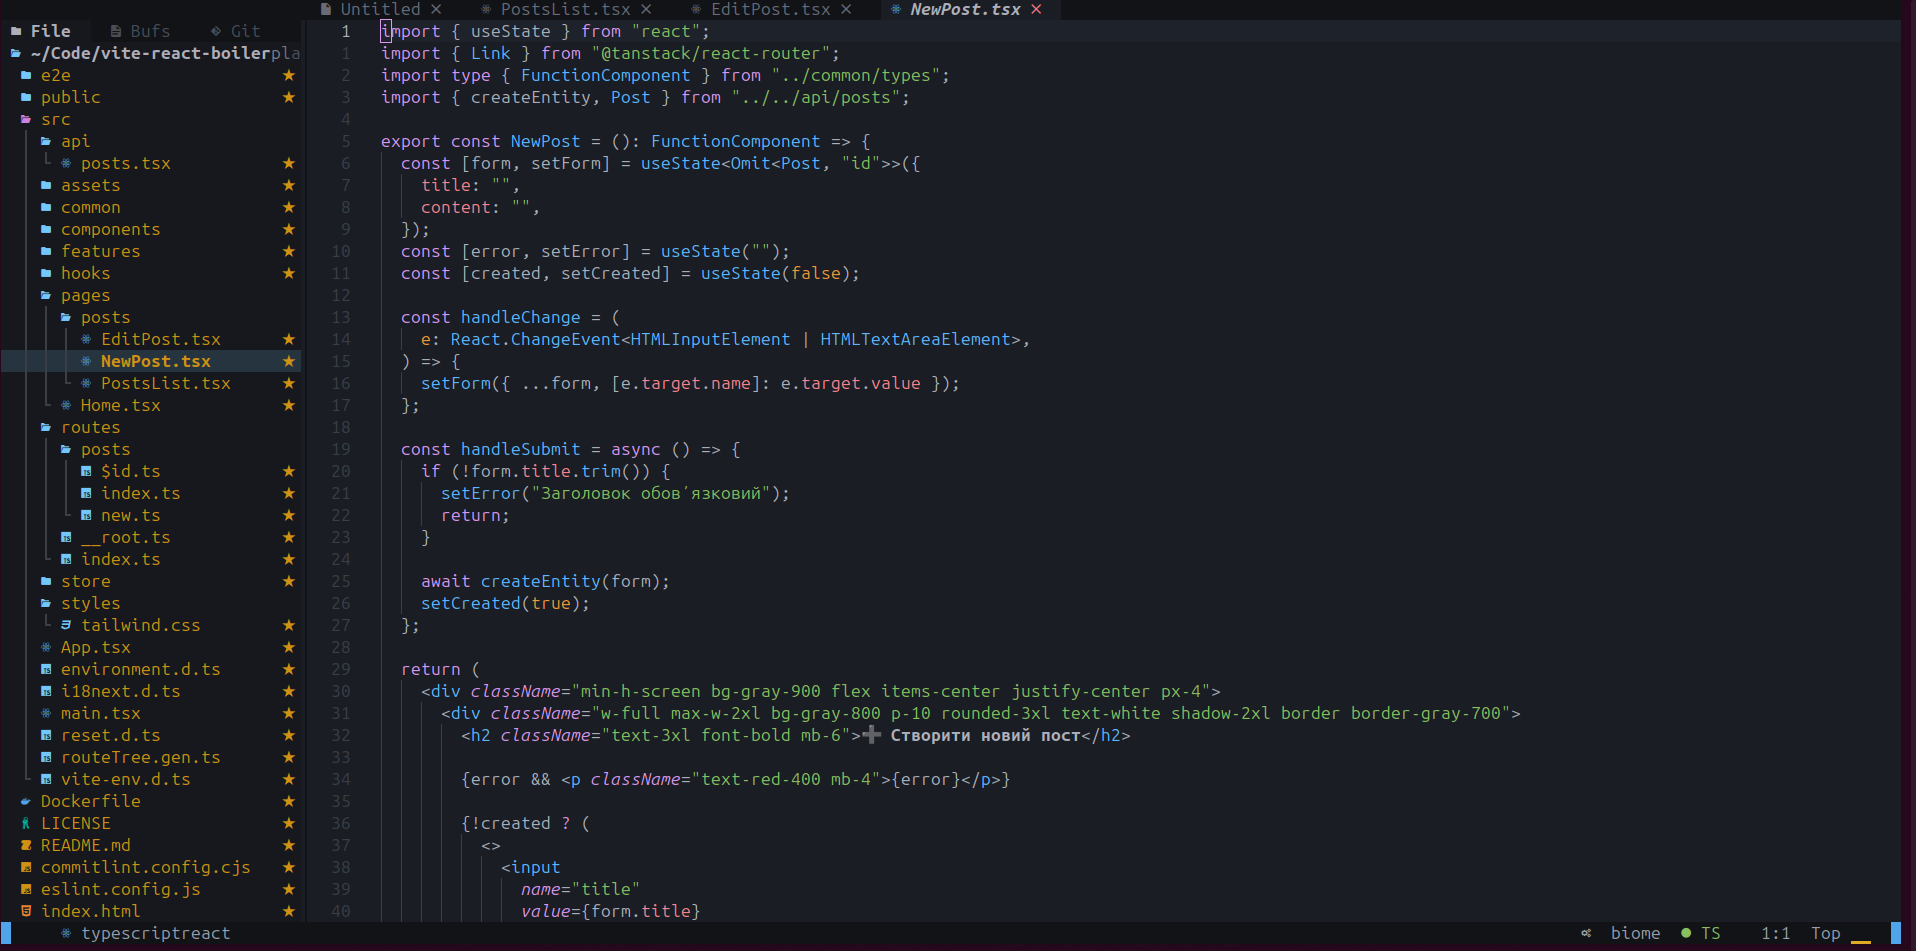 Untitled ✕ PostsList.tsx ✕ EditPost.tsx ✕ NewPost.tsx ✕
File Bufs Git
~/Code/vite-react-boilerpla
e2e ★
public ★
src
api
posts.tsx ★
assets ★
common ★
components ★
features ★
hooks ★
pages
posts
EditPost.tsx ★
NewPost.tsx ★
PostsList.tsx ★
Home.tsx ★
routes
posts
$id.ts ★
index.ts ★
new.ts ★
__root.ts ★
index.ts ★
store ★
styles
tailwind.css ★
App.tsx ★
environment.d.ts ★
i18next.d.ts ★
main.tsx ★
reset.d.ts ★
routeTree.gen.ts ★
vite-env.d.ts ★
Dockerfile ★
LICENSE ★
README.md ★
commitlint.config.cjs ★
eslint.config.js ★
index.html ★
1 import { useState } from "react";
1 import { Link } from "@tanstack/react-router";
2 import type { FunctionComponent } from "../common/types";
3 import { createEntity, Post } from "../../api/posts";
4
5 export const NewPost = (): FunctionComponent => {
6 const [form, setForm] = useState<Omit<Post, "id">>({
7 title: "",
8 content: "",
9 });
10 const [error, setError] = useState("");
11 const [created, setCreated] = useState(false);
12
13 const handleChange = (
14 e: React.ChangeEvent<HTMLInputElement | HTMLTextAreaElement>,
15 ) => {
16 setForm({ ...form, [e.target.name]: e.target.value });
17 };
18
19 const handleSubmit = async () => {
20 if (!form.title.trim()) {
21 setError("Заголовок обовʼязковий");
22 return;
23 }
24
25 await createEntity(form);
26 setCreated(true);
27 };
28
29 return (
30 <div className="min-h-screen bg-gray-900 flex items-center justify-center px-4">
31 <div className="w-full max-w-2xl bg-gray-800 p-10 rounded-3xl text-white shadow-2xl border border-gray-700">
32 <h2 className="text-3xl font-bold mb-6">➕ Створити новий пост</h2>
33
34 {error && <p className="text-red-400 mb-4">{error}</p>}
35
36 {!created ? (
37 <>
38 <input
39 name="title"
40 value={form.title}
typescriptreact biome TS 1:1 Top